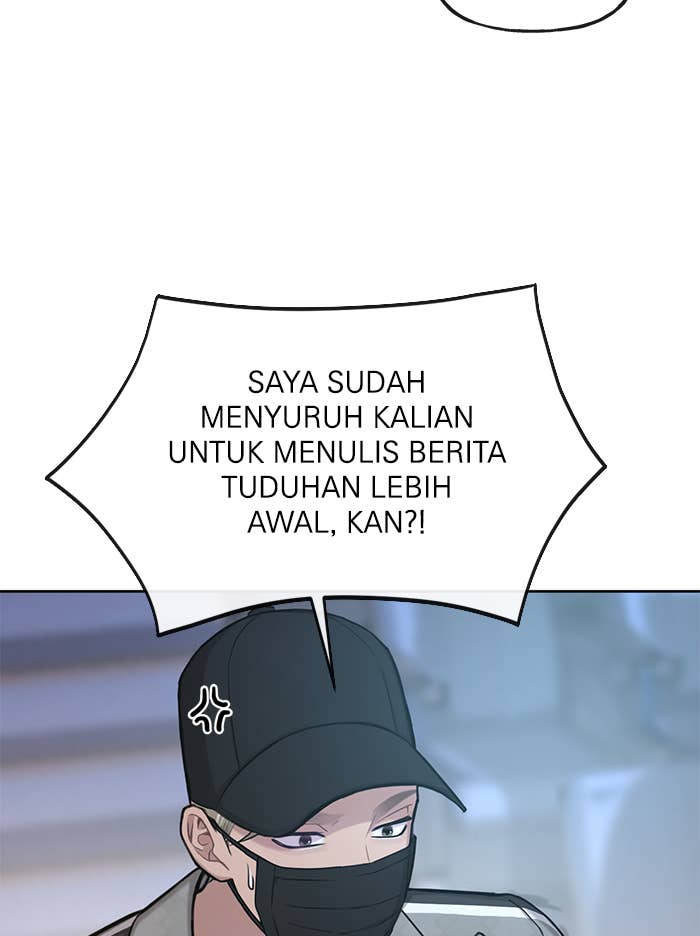 SAYA SUDAH
MENYURUH KALIAN
UNTUK MENULIS BERITA
TUDUHAN LEBIH
AWAL, KAN?!